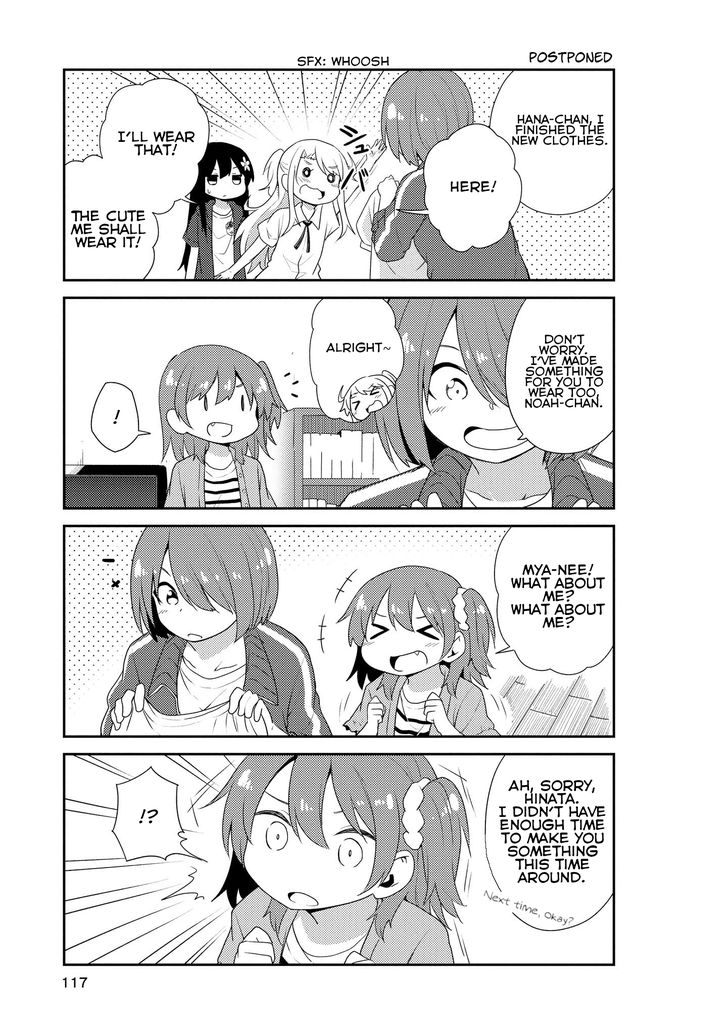 POSTPONED
SFX: WHOOSH
HANA-CHAN, I
FINISHED THE
NEW CLOTHES.
HERE!
I'LL WEAR
THAT!
THE CUTE
ME SHALL
WEAR IT!
DON'T
WORRY.
I'VE MADE
SOMETHING
FOR YOU TO
WEAR TOO,
NOAH-CHAN.
ALRIGHT~
!
MYA-NEE!
WHAT ABOUT
ME?
WHAT ABOUT
ME?
AH, SORRY,
HINATA.
I DIDN'T HAVE
ENOUGH TIME
TO MAKE YOU
SOMETHING
THIS TIME
AROUND.
Next time, okay?
!?
117